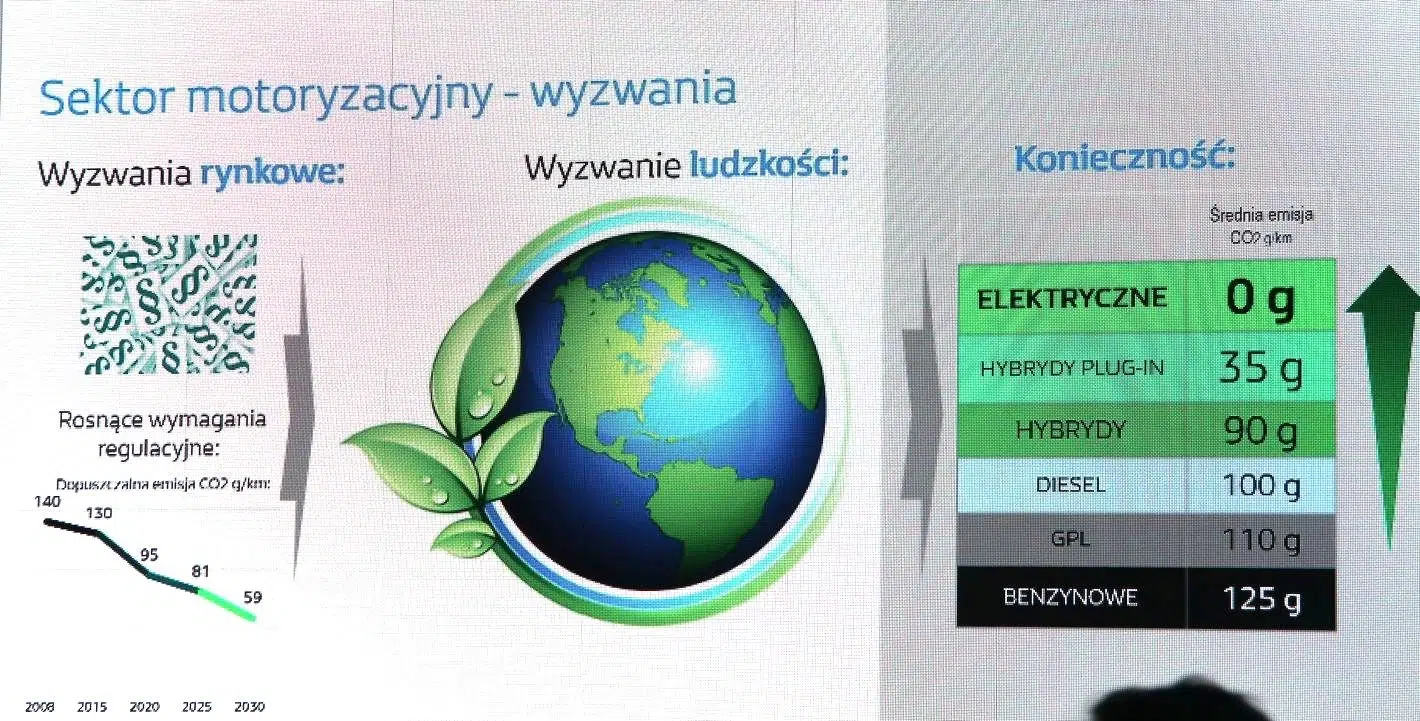 Sektor motoryzacyjny - wyzwania
Wyzwania rynkowe:
Rosnące wymagania
regulacyjne:
Dopuszczalna emisja CO2 g/km:
140
130
95
81
59
2008 2015 2020 2025 2030
Wyzwanie ludzkości:
Konieczność:
Średnia emisja
CO2 g/km
ELEKTRYCZNE 0 g
HYBRYDY PLUG-IN 35 g
HYBRYDY 90 g
DIESEL 100 g
GPL 110 g
BENZYNOWE 125 g